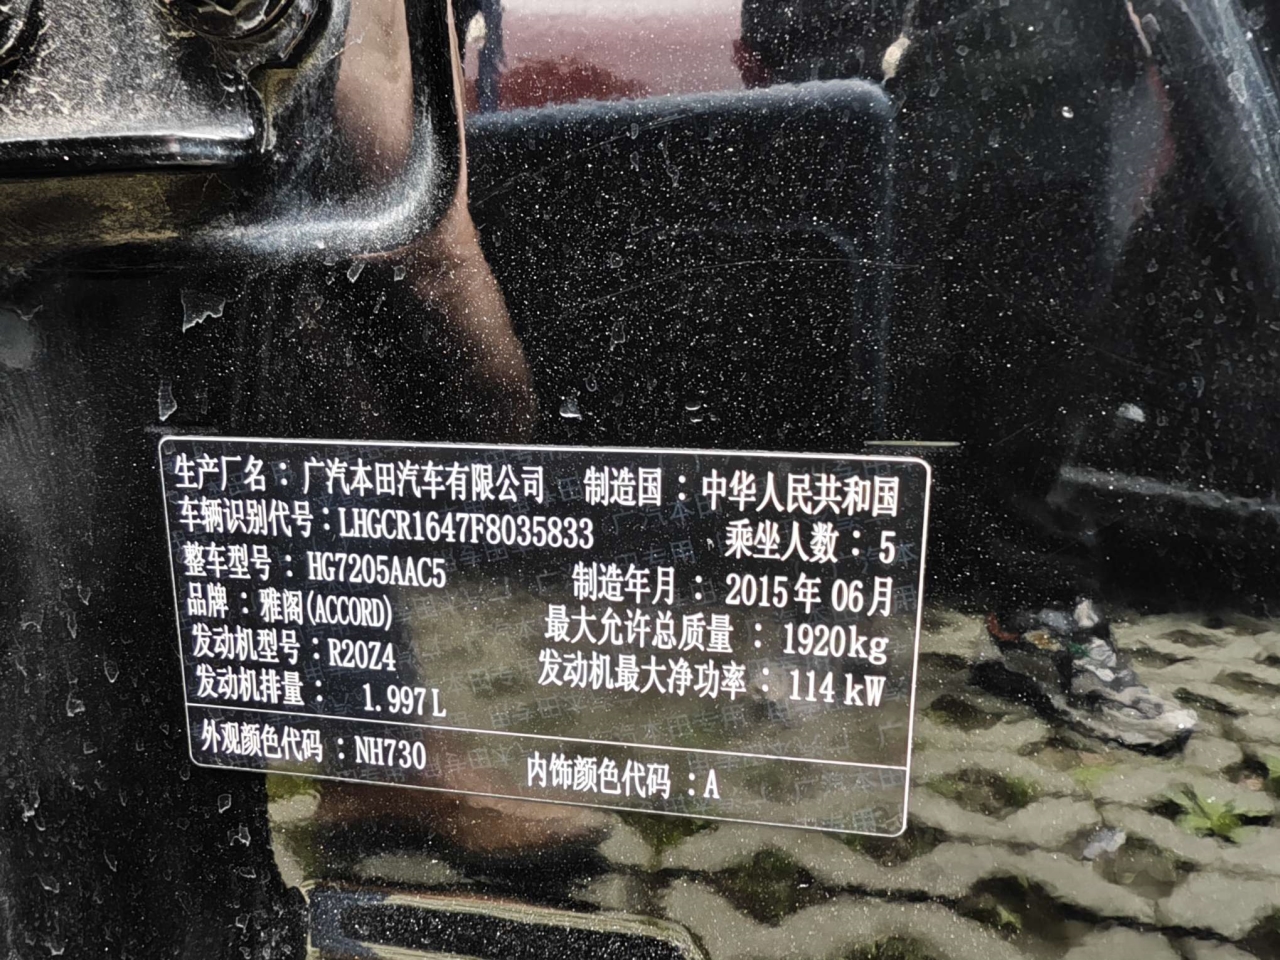 生产厂名：广汽本田汽车有限公司 制造国：中华人民共和国
车辆识别代号：LHGCR1647F8035833 乘坐人数：5
整车型号：HG7205AAC5 制造年月：2015年06月
品牌：雅阁(ACCORD) 最大允许总质量：1920kg
发动机型号：R20Z4 发动机最大净功率：114kW
发动机排量：1.997L
外观颜色代码：NH730 内饰颜色代码：A